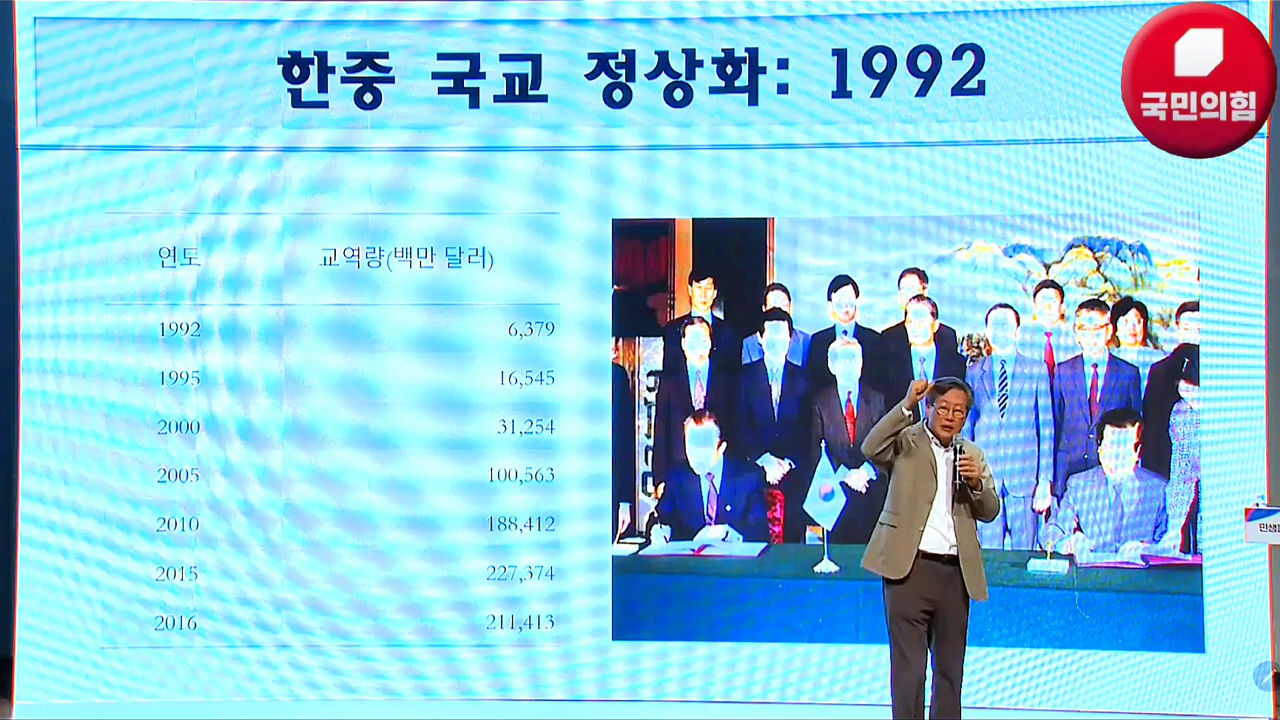 한중 국교 정상화: 1992
국민의힘
연도 교역량(백만 달러)
1992 6,379
1995 16,545
2000 31,254
2005 100,563
2010 188,412
2015 227,374
2016 211,413
민생